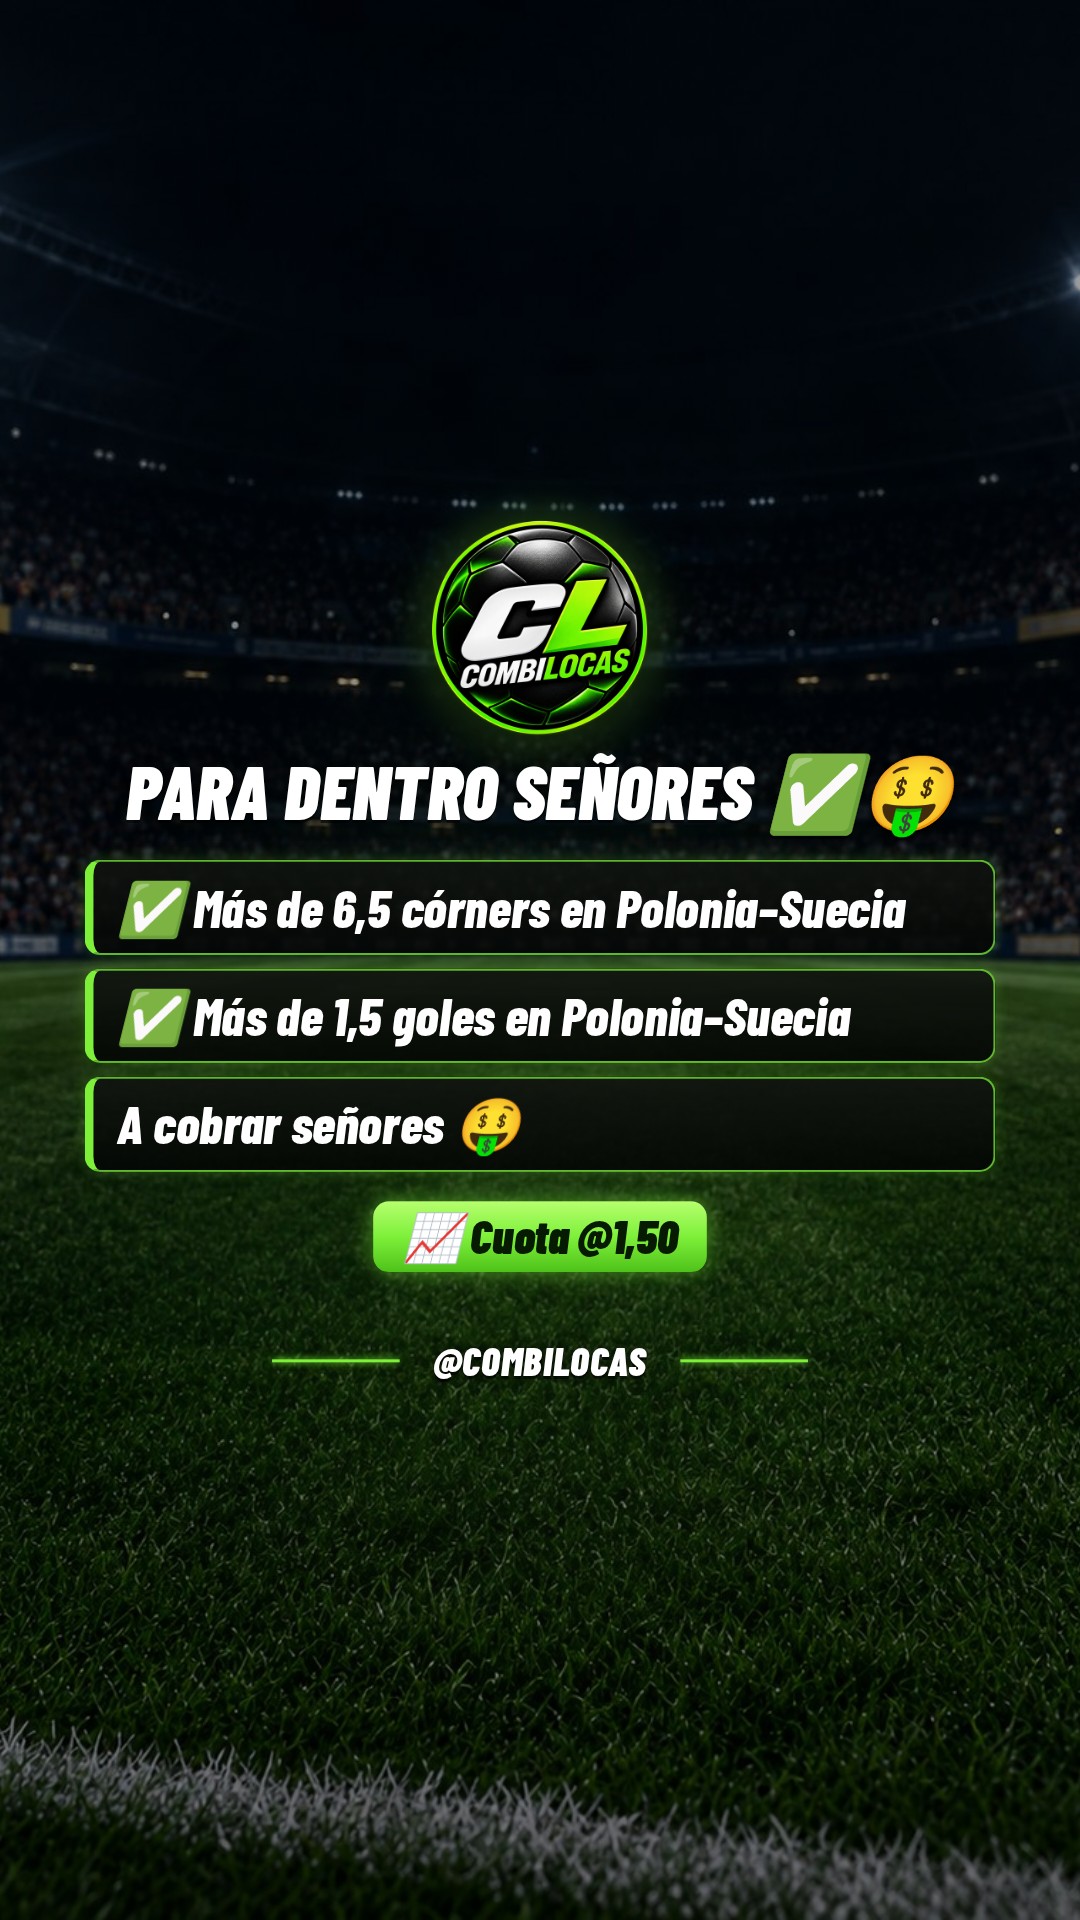 CL
COMBILOCAS
PARA DENTRO SEÑORES ✅🤑
✅ Más de 6,5 córners en Polonia-Suecia
✅ Más de 1,5 goles en Polonia-Suecia
A cobrar señores 🤑
📈 Cuota @1,50
@COMBILOCAS